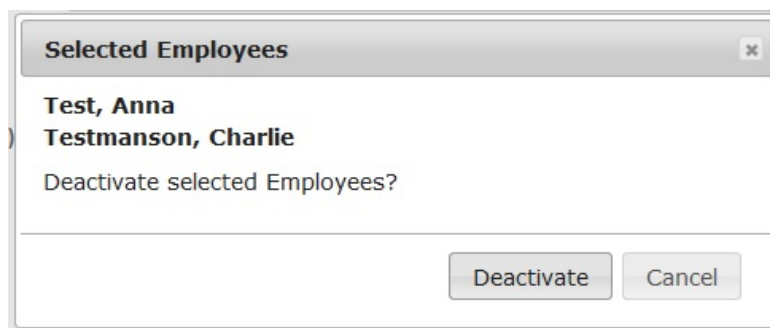 Selected Employees
Test, Anna
)
Testmanson, Charlie
Deactivate selected Employees?
Deactivate
Cancel